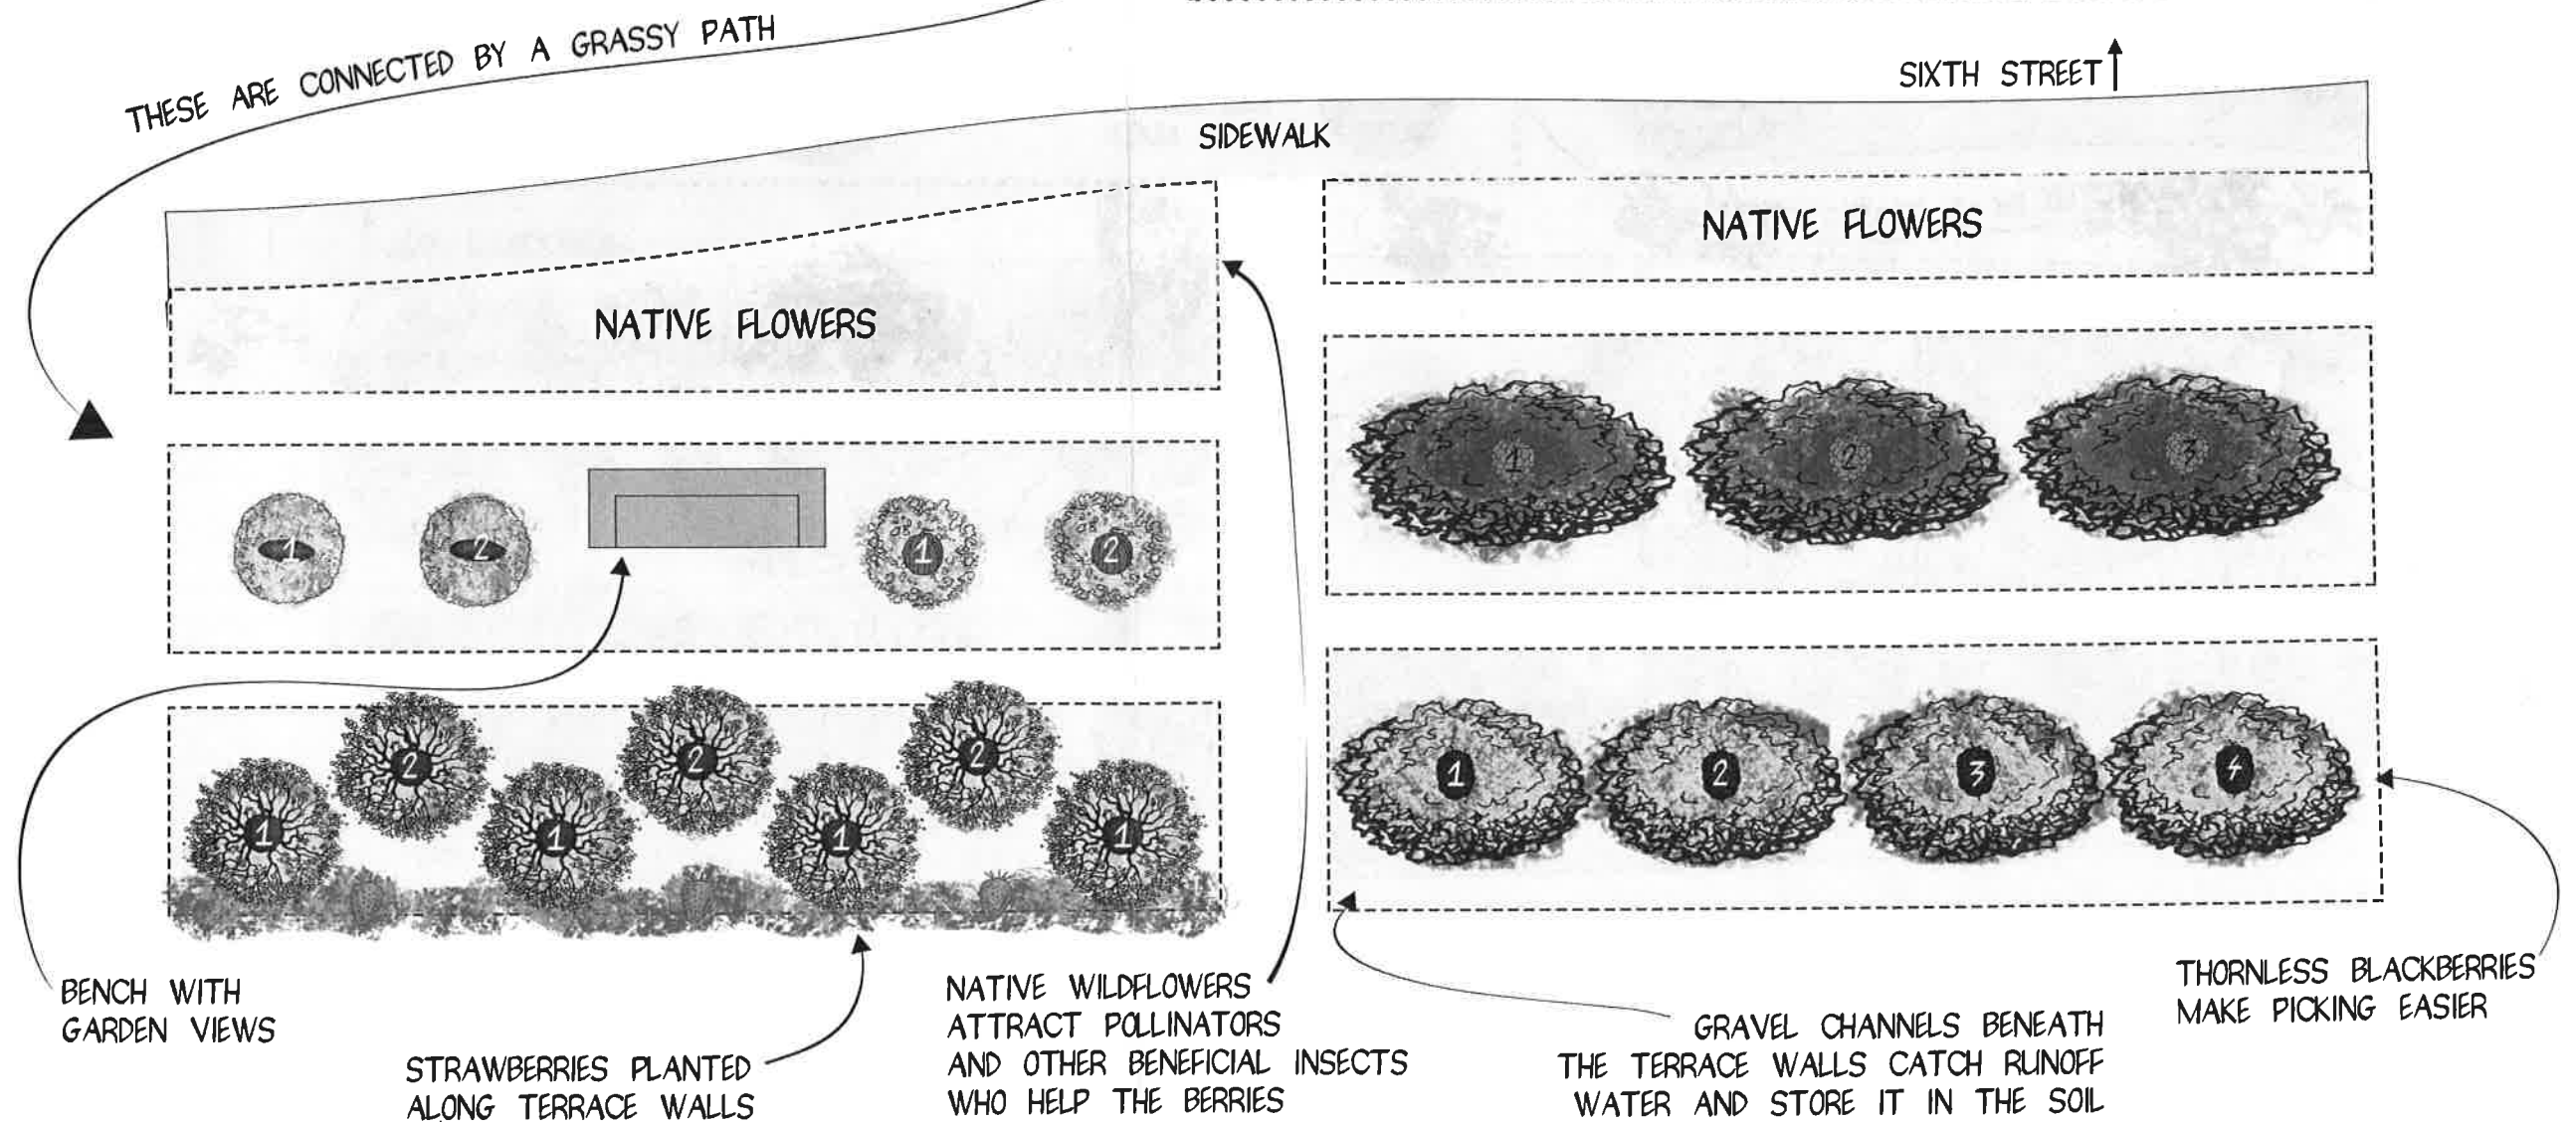 THESE ARE CONNECTED BY A GRASSY PATH
SIXTH STREET
SIDEWALK
NATIVE FLOWERS
NATIVE FLOWERS
1 2 3
1 2 1 2
2 2 2
1 1 1 1
1 2 3 4
BENCH WITH
GARDEN VIEWS
STRAWBERRIES PLANTED
ALONG TERRACE WALLS
NATIVE WILDFLOWERS
ATTRACT POLLINATORS
AND OTHER BENEFICIAL INSECTS
WHO HELP THE BERRIES
GRAVEL CHANNELS BENEATH
THE TERRACE WALLS CATCH RUNOFF
WATER AND STORE IT IN THE SOIL
THORNLESS BLACKBERRIES
MAKE PICKING EASIER